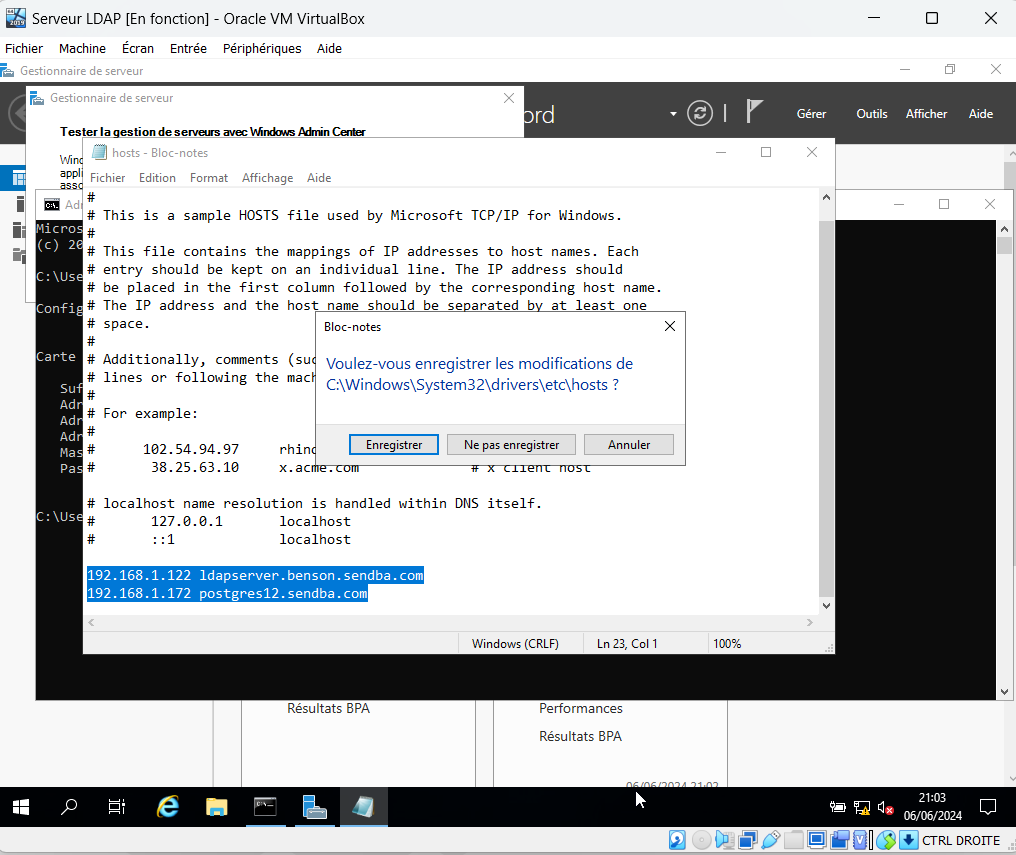 Serveur LDAP [En fonction] - Oracle VM VirtualBox
Fichier Machine Écran Entrée Périphériques Aide
Gestionnaire de serveur
Gestionnaire de serveur
Gérer Outils Afficher Aide
Tester la gestion de serveurs avec Windows Admin Center
hosts - Bloc-notes
Fichier Edition Format Affichage Aide
#
# This is a sample HOSTS file used by Microsoft TCP/IP for Windows.
#
# This file contains the mappings of IP addresses to host names. Each
# entry should be kept on an individual line. The IP address should
# be placed in the first column followed by the corresponding host name.
# The IP address and the host name should be separated by at least one
# space.
#
# Additionally, comments (suc
# lines or following the mach
#
# For example:
#
# 102.54.94.97 rhino
# 38.25.63.10 x.acme.com # x client host
# localhost name resolution is handled within DNS itself.
# 127.0.0.1 localhost
# ::1 localhost
192.168.1.122 ldapserver.benson.sendba.com
192.168.1.172 postgres12.sendba.com
Windows (CRLF) Ln 23, Col 1 100%
Bloc-notes
Voulez-vous enregistrer les modifications de
C:\Windows\System32\drivers\etc\hosts ?
Enregistrer Ne pas enregistrer Annuler
Micros
(c) 20
C:\Use
Config
Carte
Suf
Adr
Adr
Adr
Mas
Pas
C:\Use
Résultats BPA
Performances
Résultats BPA
06/06/2024 21:03
21:03
06/06/2024
CTRL DROITE